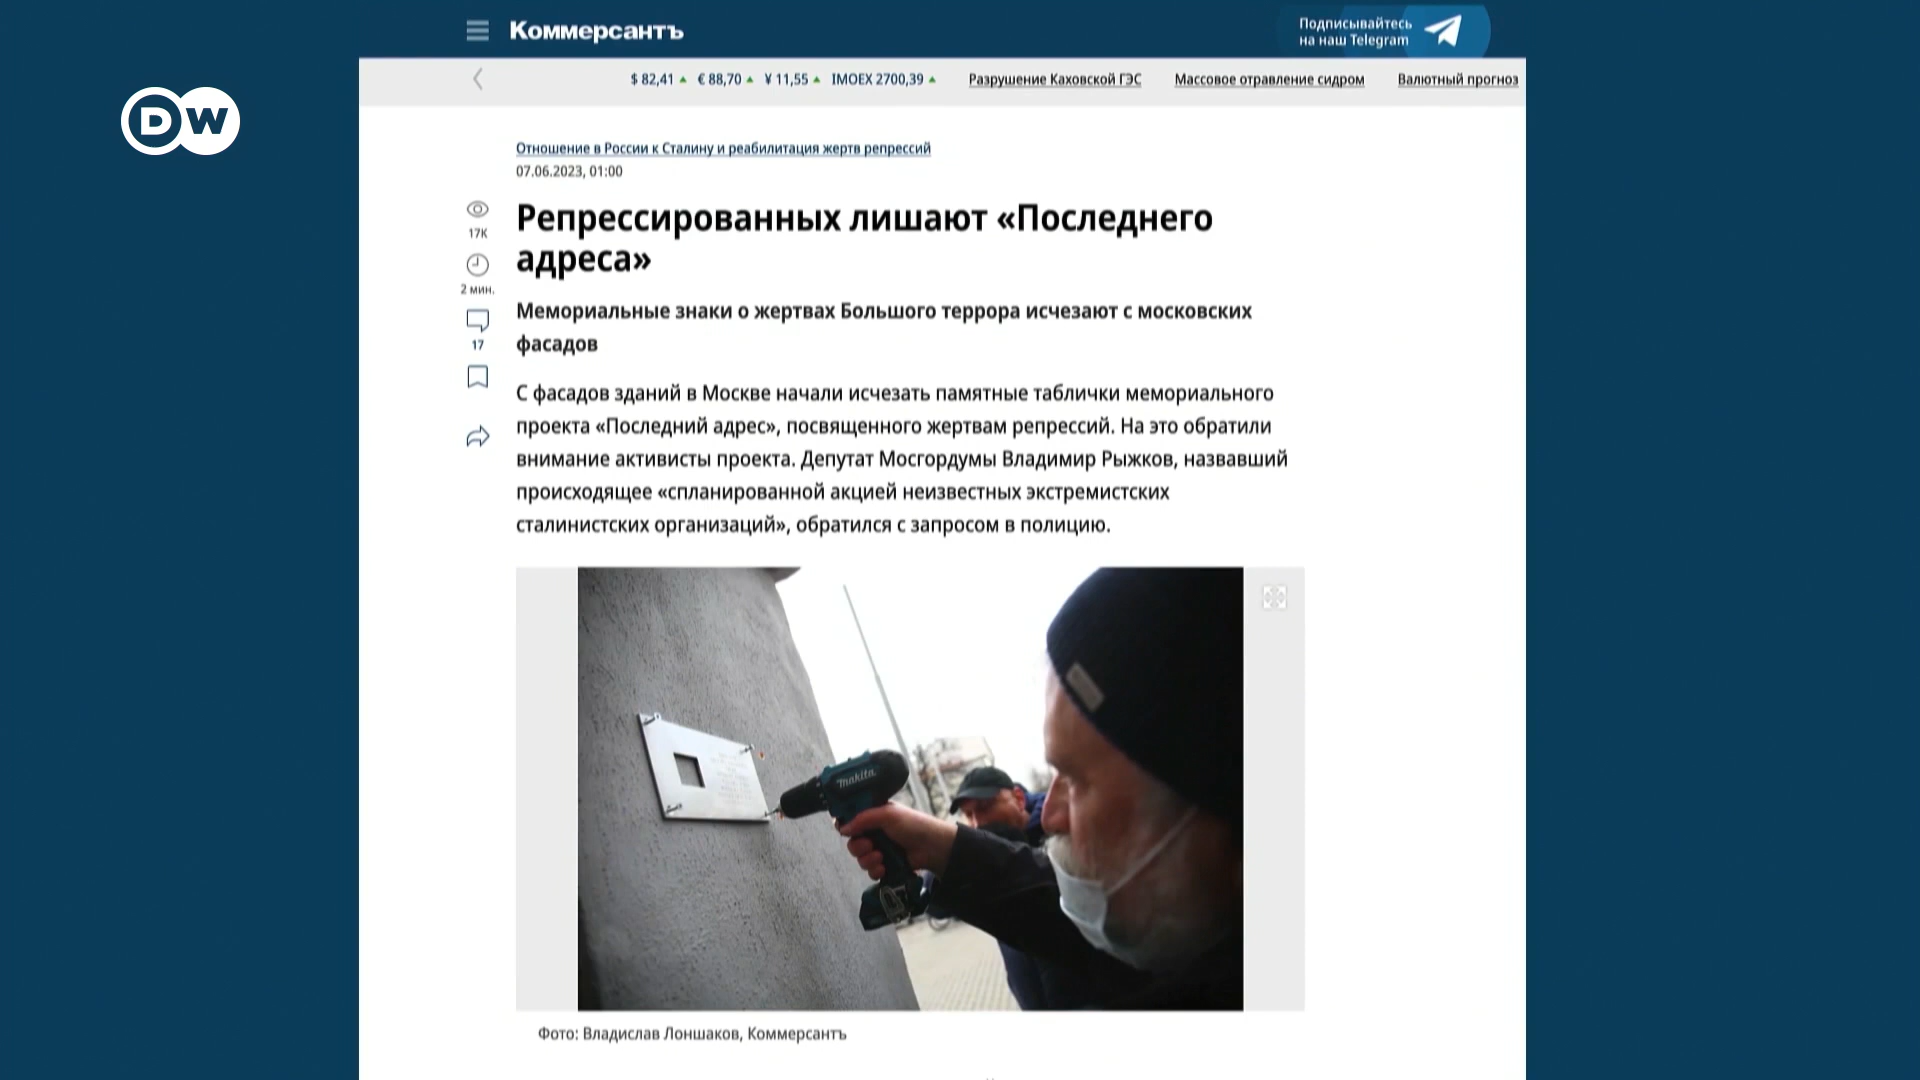 Коммерсантъ
Подписывайтесь
на наш Telegram
DW
$ 82,41 € 88,70 ¥ 11,55 IMOEX 2700,39 Разрушение Каховской ГЭС Массовое отравление сидром Валютный прогноз
Отношение в России к Сталину и реабилитация жертв репрессий
07.06.2023, 01:00
17K
2 мин.
17
Репрессированных лишают «Последнего
адреса»
Мемориальные знаки о жертвах Большого террора исчезают с московских
фасадов
С фасадов зданий в Москве начали исчезать памятные таблички мемориального
проекта «Последний адрес», посвященного жертвам репрессий. На это обратили
внимание активисты проекта. Депутат Мосгордумы Владимир Рыжков, назвавший
происходящее «спланированной акцией неизвестных экстремистских
сталинистских организаций», обратился с запросом в полицию.
makita
Фото: Владислав Лоншаков, Коммерсантъ